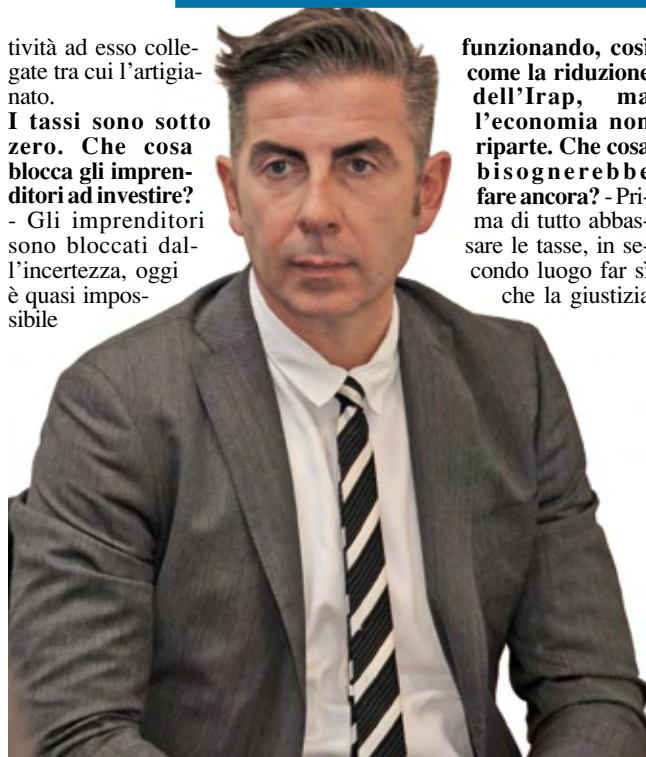 tività ad esso colle-
gate tra cui l'artigia-
nato.
I tassi sono sotto
zero. Che cosa
blocca gli impren-
ditori ad investire?
- Gli imprenditori
sono bloccati dal-
l'incertezza, oggi
è quasi impos-
sibile
funzionando, così
come la riduzione
dell'Irap, ma
l'economia non
riparte. Che cosa
bisognerebbe
fare ancora? - Pri-
ma di tutto abbas-
sare le tasse, in se-
condo luogo far sì
che la giustizia